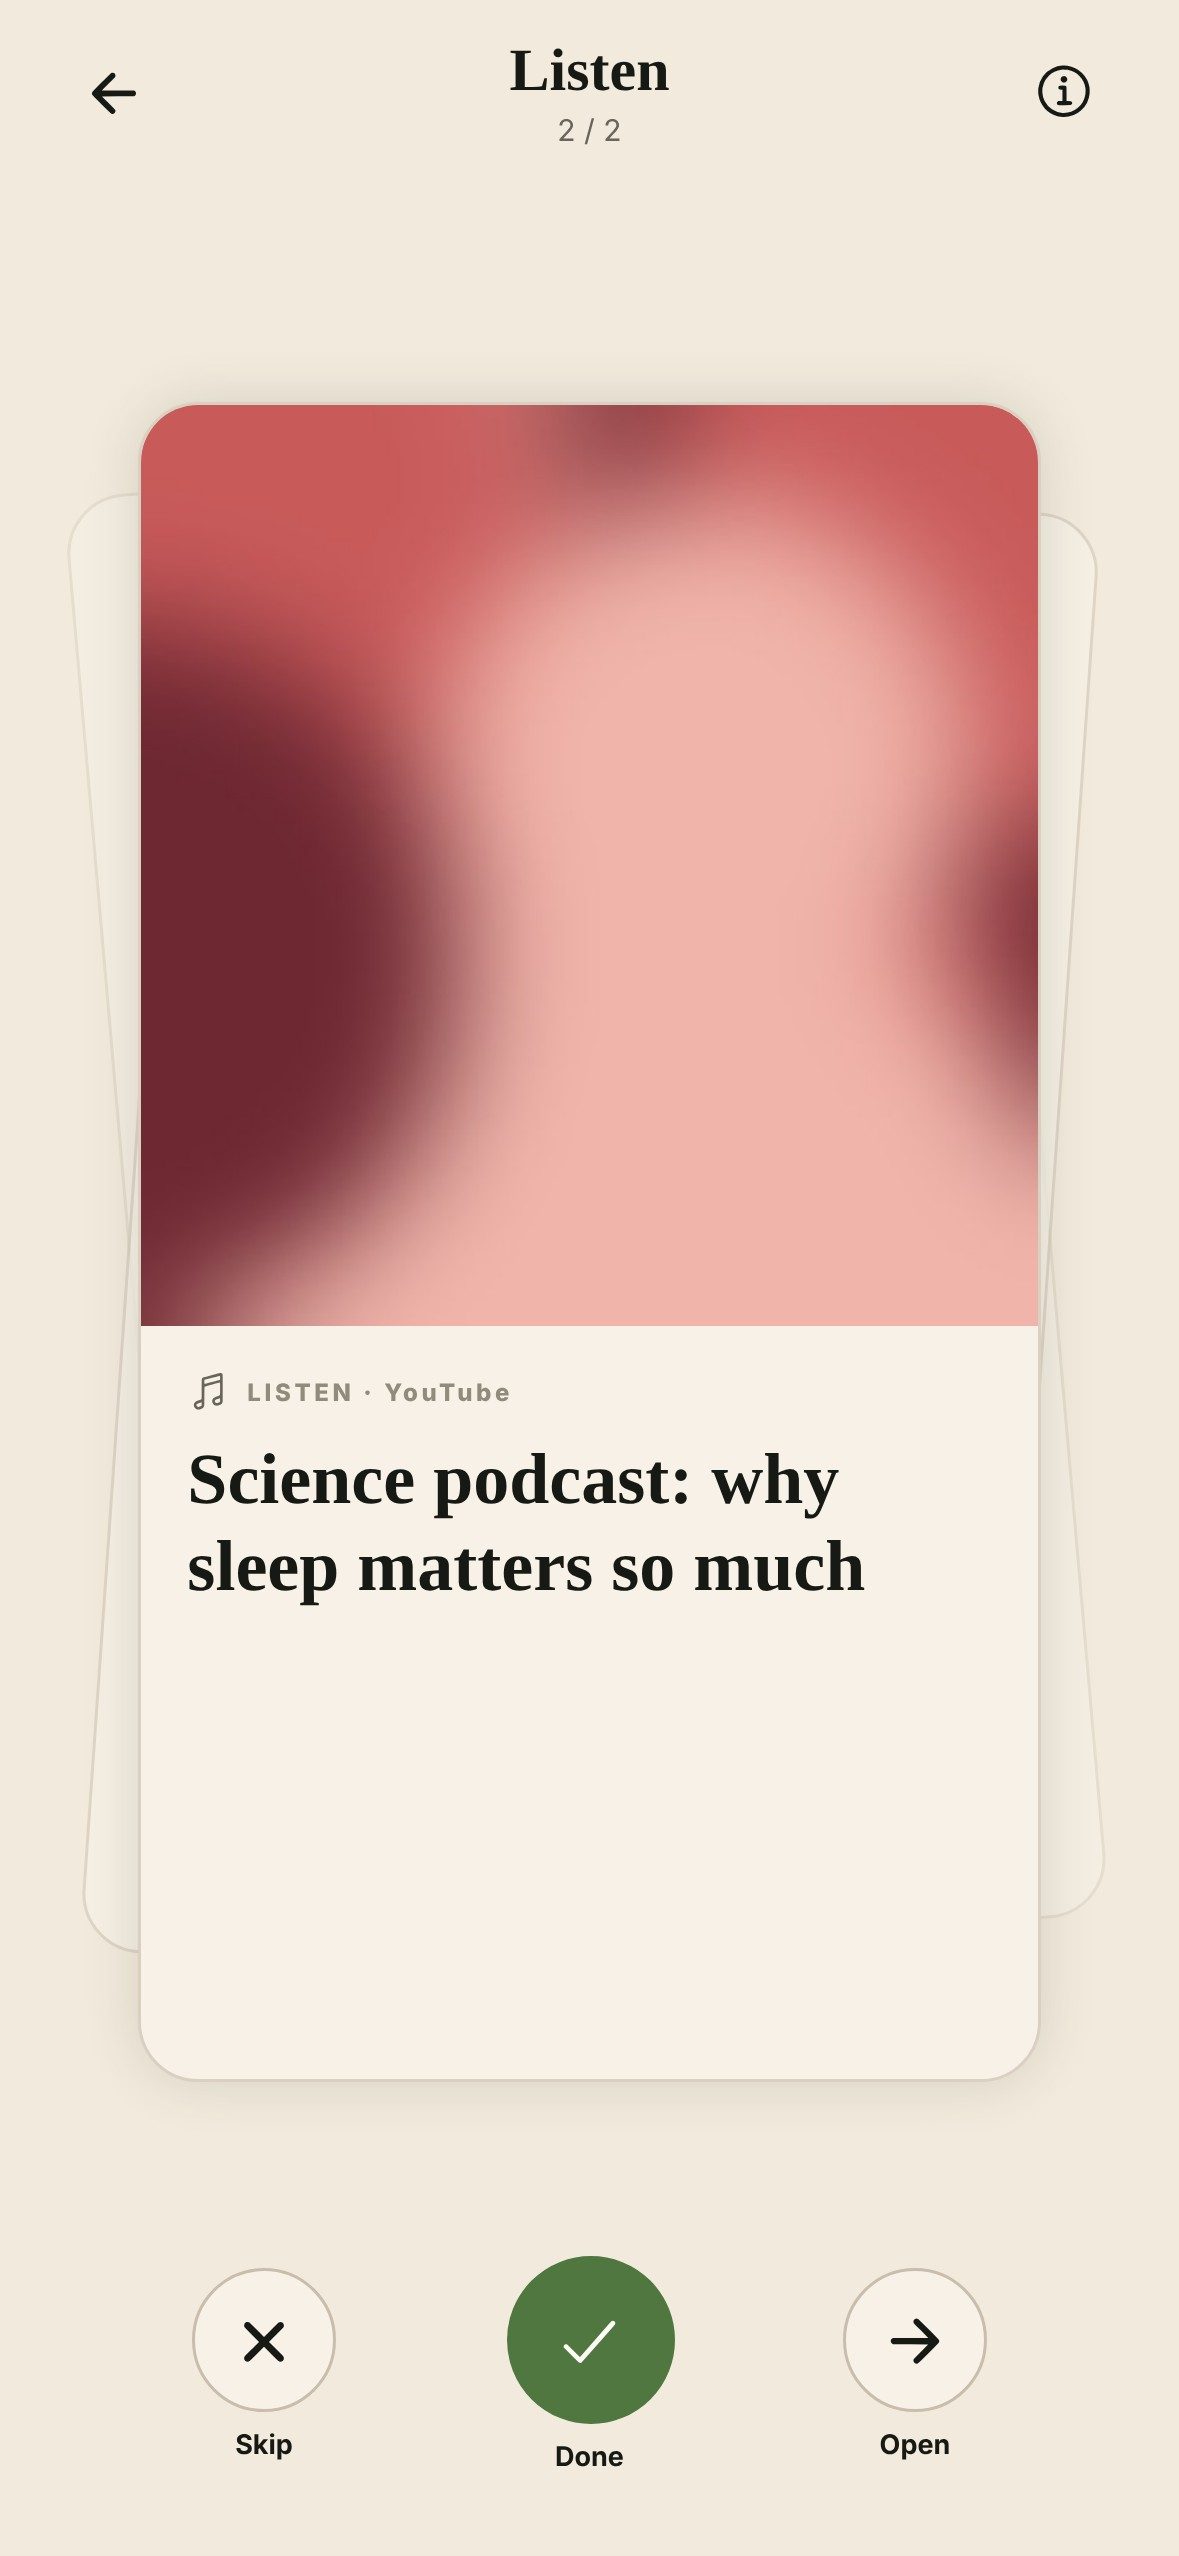 Listen
2 / 2
LISTEN · YouTube
Science podcast: why
sleep matters so much
Skip
Done
Open